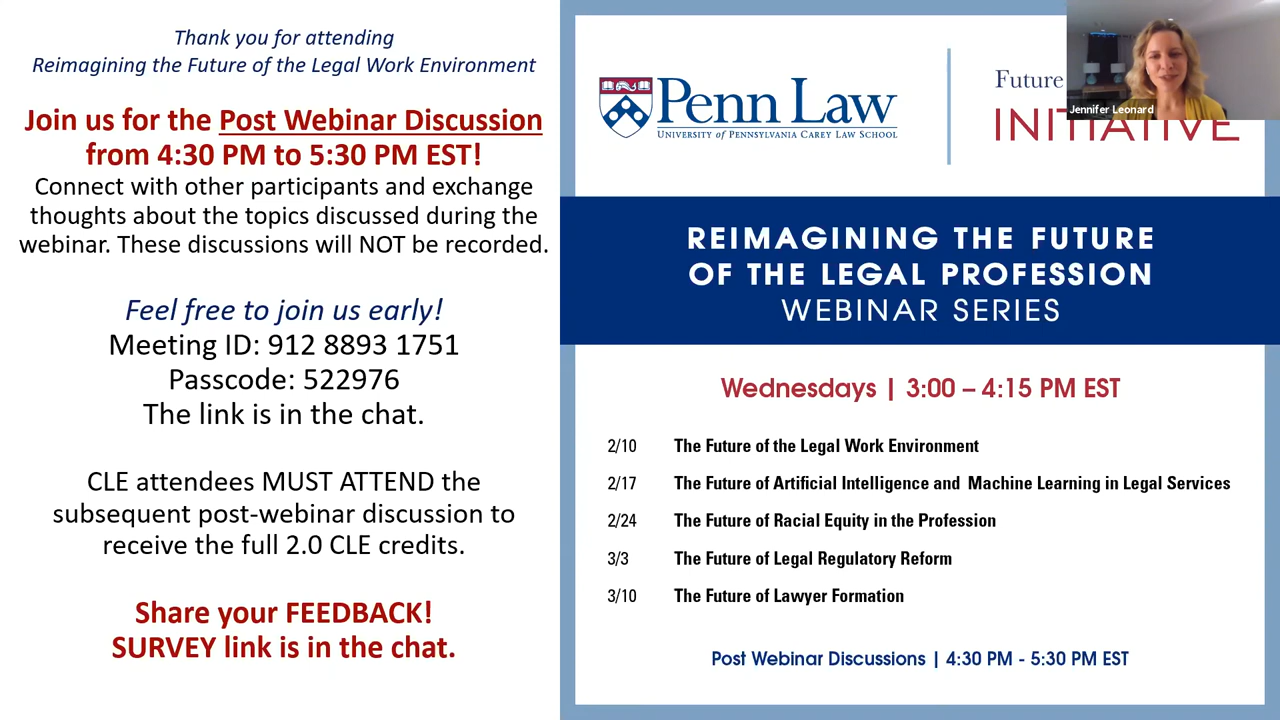 Thank you for attending
Reimagining the Future of the Legal Work Environment
Join us for the Post Webinar Discussion
from 4:30 PM to 5:30 PM EST!
Connect with other participants and exchange
thoughts about the topics discussed during the
webinar. These discussions will NOT be recorded.
Feel free to join us early!
Meeting ID: 912 8893 1751
Passcode: 522976
The link is in the chat.
CLE attendees MUST ATTEND the
subsequent post-webinar discussion to
receive the full 2.0 CLE credits.
Share your FEEDBACK!
SURVEY link is in the chat.
Penn Law
University of Pennsylvania Carey Law School
Future
INITIATIVE
Jennifer Leonard
REIMAGINING THE FUTURE
OF THE LEGAL PROFESSION
WEBINAR SERIES
Wednesdays | 3:00 – 4:15 PM EST
2/10 The Future of the Legal Work Environment
2/17 The Future of Artificial Intelligence and Machine Learning in Legal Services
2/24 The Future of Racial Equity in the Profession
3/3 The Future of Legal Regulatory Reform
3/10 The Future of Lawyer Formation
Post Webinar Discussions | 4:30 PM - 5:30 PM EST